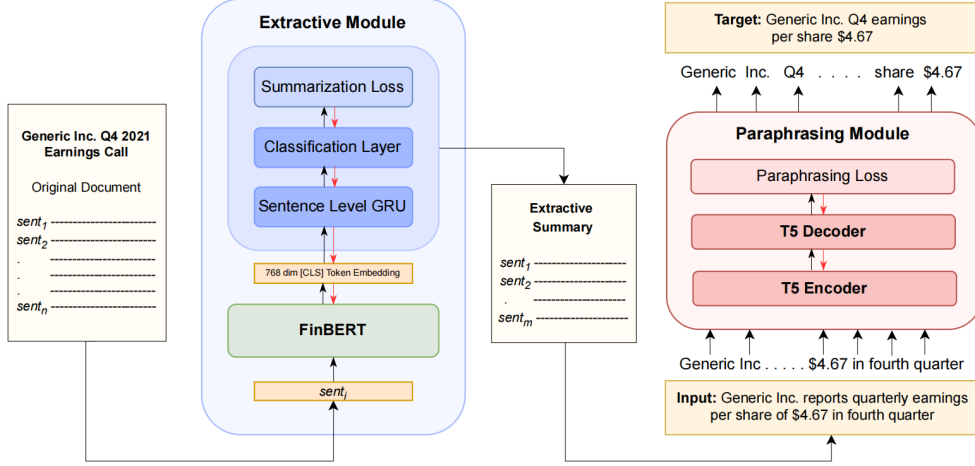 Generic Inc. Q4 2021
Earnings Call
Original Document
sent1 ------------------------
sent2 ------------------------
. ------------------------
. ------------------------
. ------------------------
sentn ------------------------
Extractive Module
Summarization Loss
Classification Layer
Sentence Level GRU
768 dim [CLS] Token Embedding
FinBERT
senti
Extractive
Summary
sent1 ---------------------
sent2 ---------------------
. ---------------------
sentm ---------------------
Target: Generic Inc. Q4 earnings
per share $4.67
Generic Inc. Q4 . . . . share $4.67
Paraphrasing Module
Paraphrasing Loss
T5 Decoder
T5 Encoder
Generic Inc . . . . . $4.67 in fourth quarter
Input: Generic Inc. reports quarterly earnings
per share of $4.67 in fourth quarter